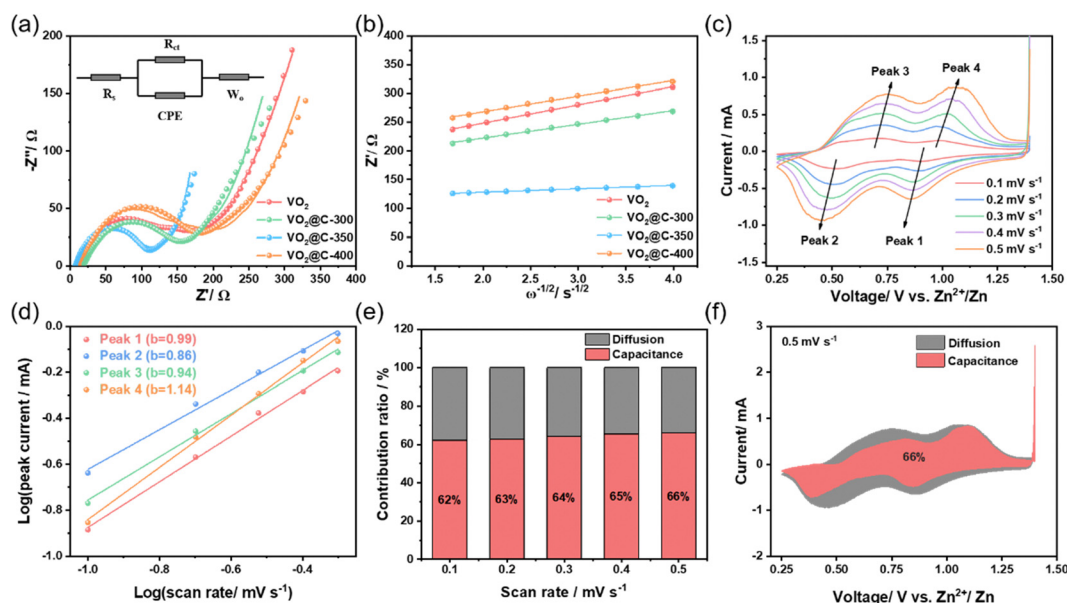 (a)
200
150
100
50
0
-Z''/ Ω
0 50 100 150 200 250 300 350 400
Z'/ Ω
Rct
Rs
CPE
Wo
VO2
VO2@C-300
VO2@C-350
VO2@C-400
(b)
400
350
300
250
200
150
100
50
0
Z'/ Ω
1.5 2.0 2.5 3.0 3.5 4.0
ω-1/2/ s-1/2
VO2
VO2@C-300
VO2@C-350
VO2@C-400
(c)
1.5
1.0
0.5
0.0
-0.5
-1.0
-1.5
Current / mA
Peak 3
Peak 4
Peak 2
Peak 1
0.1 mV s-1
0.2 mV s-1
0.3 mV s-1
0.4 mV s-1
0.5 mV s-1
0.25 0.50 0.75 1.00 1.25 1.50
Voltage/ V vs. Zn2+/Zn
(d)
0.0
-0.2
-0.4
-0.6
-0.8
-1.0
Log(peak current / mA)
Peak 1 (b=0.99)
Peak 2 (b=0.86)
Peak 3 (b=0.94)
Peak 4 (b=1.14)
-1.0 -0.8 -0.6 -0.4
Log(scan rate/ mV s-1)
(e)
120
100
80
60
40
20
0
Contribution ratio / %
Diffusion
Capacitance
62% 63% 64% 65% 66%
0.1 0.2 0.3 0.4 0.5
Scan rate / mV s-1
(f)
3
2
1
0
-1
-2
Current/ mA
0.5 mV s-1
Diffusion
Capacitance
66%
0.25 0.50 0.75 1.00 1.25 1.50
Voltage/ V vs. Zn2+/ Zn